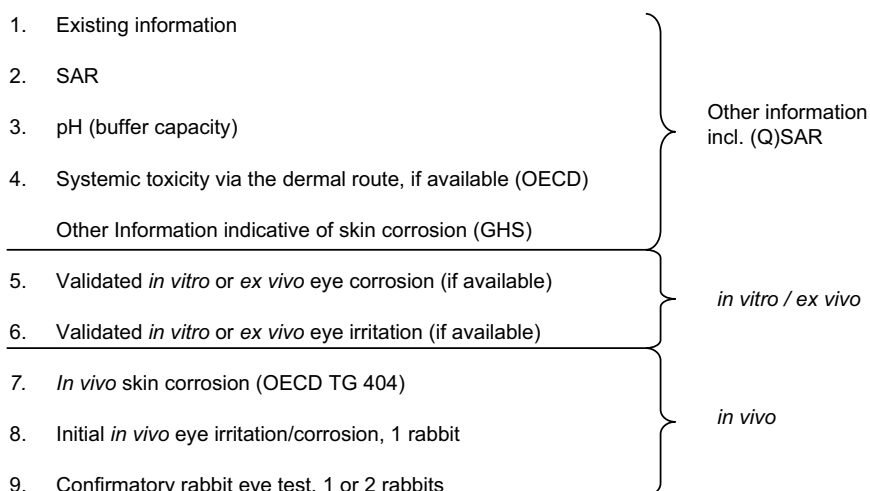 1. Existing information
2. SAR
3. pH (buffer capacity)
Other information
incl. (Q)SAR
4. Systemic toxicity via the dermal route, if available (OECD)
Other Information indicative of skin corrosion (GHS)
5. Validated in vitro or ex vivo eye corrosion (if available)
in vitro / ex vivo
6. Validated in vitro or ex vivo eye irritation (if available)
7. In vivo skin corrosion (OECD TG 404)
in vivo
8. Initial in vivo eye irritation/corrosion, 1 rabbit
9. Confirmatory rabbit eye test, 1 or 2 rabbits